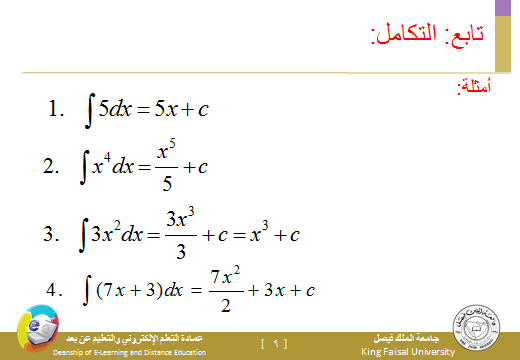 تابع: التكامل:
أمثلة:
1. ∫5dx = 5x + c
2. ∫x⁴dx = x⁵/5 + c
3. ∫3x²dx = 3x³/3 + c = x³ + c
4. ∫(7x + 3)dx = 7x²/2 + 3x + c
عمادة التعلم الإلكتروني والتعليم عن بعد
Deanship of E-Learning and Distance Education
[ ٩ ]
جامعة الملك فيصل
King Faisal University